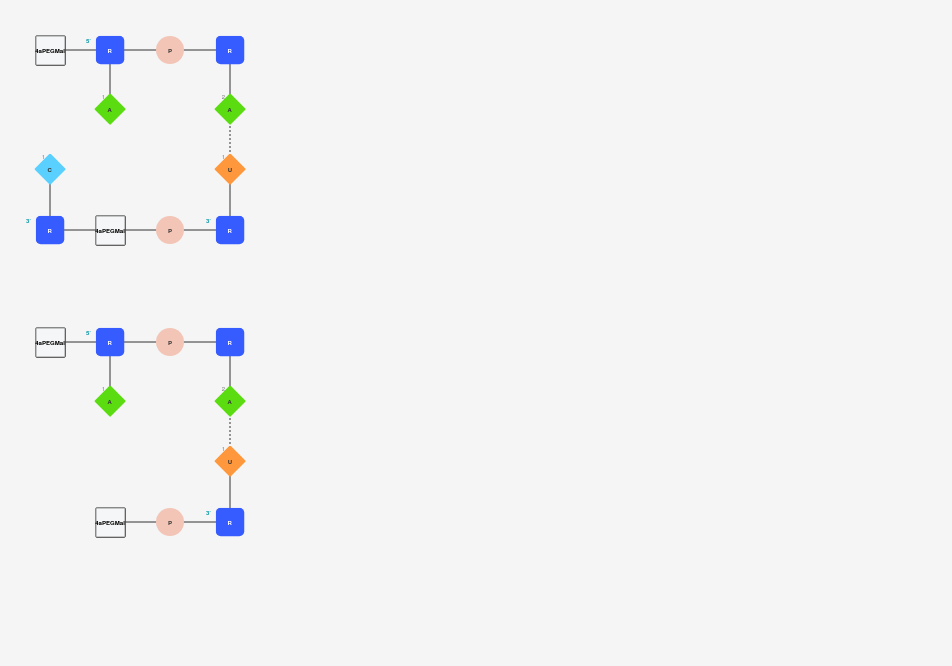 4aPEGMal 5' R P R
1 A 2 A
1 C 1 U
3' R 4aPEGMal P 3' R
4aPEGMal 5' R P R
1 A 2 A
1 U
4aPEGMal P 3' R